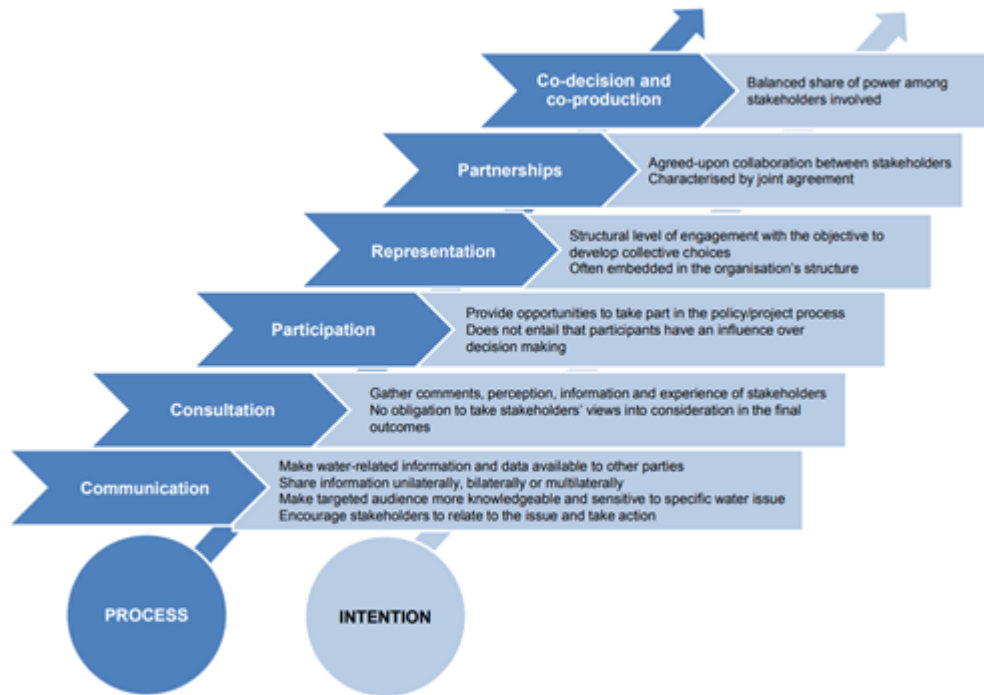 Co-decision and
co-production
Balanced share of power among
stakeholders involved
Partnerships
Agreed-upon collaboration between stakeholders
Characterised by joint agreement
Representation
Structural level of engagement with the objective to
develop collective choices
Often embedded in the organisation's structure
Participation
Provide opportunities to take part in the policy/project process
Does not entail that participants have an influence over
decision making
Consultation
Gather comments, perception, information and experience of stakeholders
No obligation to take stakeholders' views into consideration in the final
outcomes
Communication
Make water-related information and data available to other parties
Share information unilaterally, bilaterally or multilaterally
Make targeted audience more knowledgeable and sensitive to specific water issue
Encourage stakeholders to relate to the issue and take action
PROCESS
INTENTION